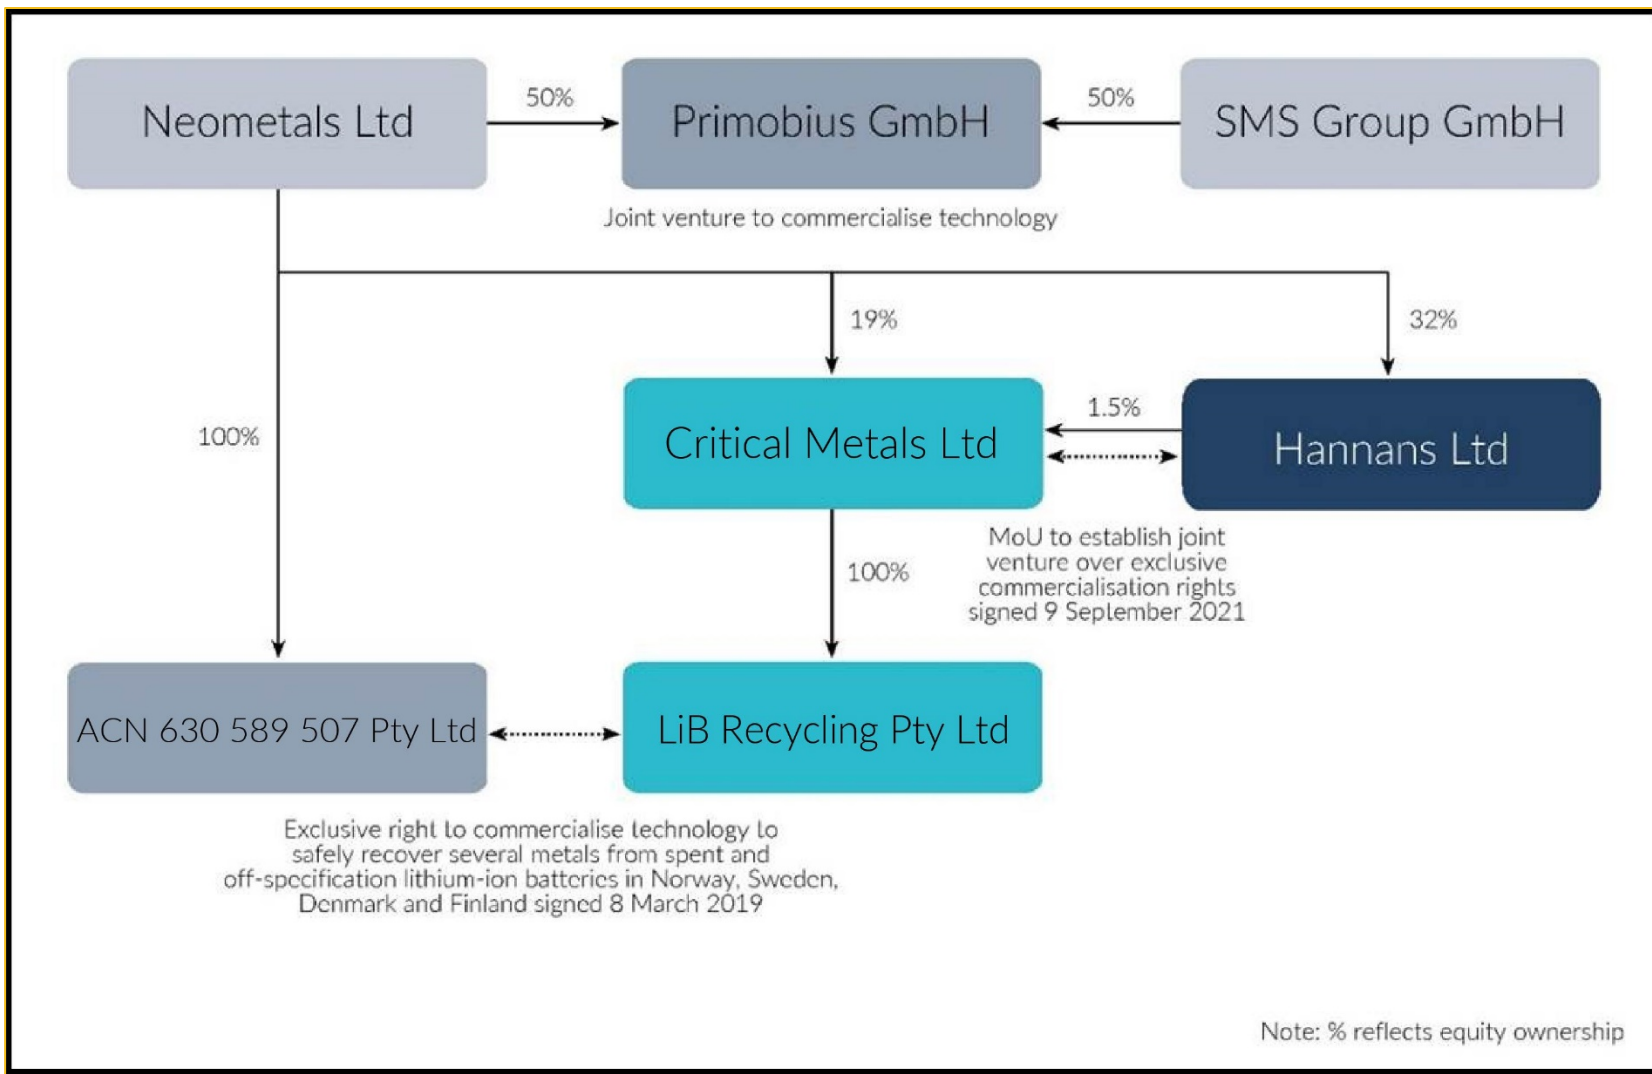 Neometals Ltd
50%
Primobius GmbH
50%
SMS Group GmbH
Joint venture to commercialise technology
19%
32%
100%
Critical Metals Ltd
1.5%
Hannans Ltd
MoU to establish joint
venture over exclusive
commercialisation rights
signed 9 September 2021
100%
ACN 630 589 507 Pty Ltd
LiB Recycling Pty Ltd
Exclusive right to commercialise technology to
safely recover several metals from spent and
off-specification lithium-ion batteries in Norway, Sweden,
Denmark and Finland signed 8 March 2019
Note: % reflects equity ownership